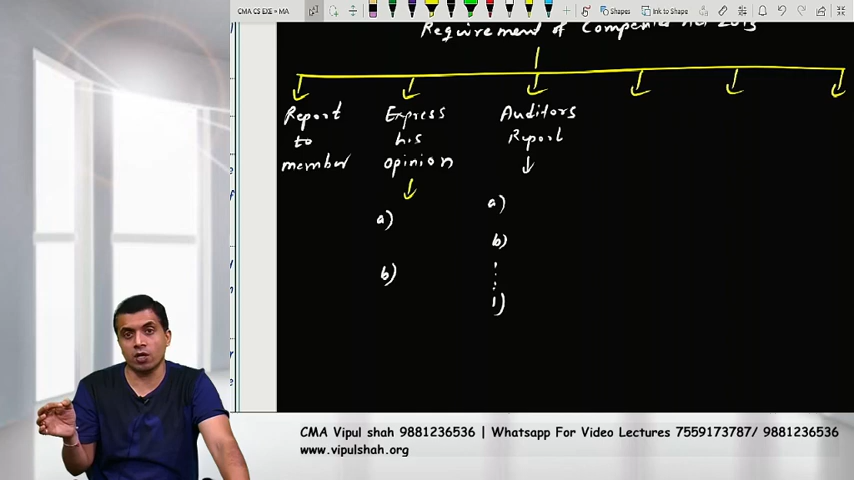 CMA CS EXE » MA
Shapes
Ink to Shape
Requirement of Companies Act 2013
Report to member
Express his opinion
Auditors Report
a)
b)
a)
b)
i)
CMA Vipul shah 9881236536 | Whatsapp For Video Lectures 7559173787/ 9881236536
www.vipulshah.org